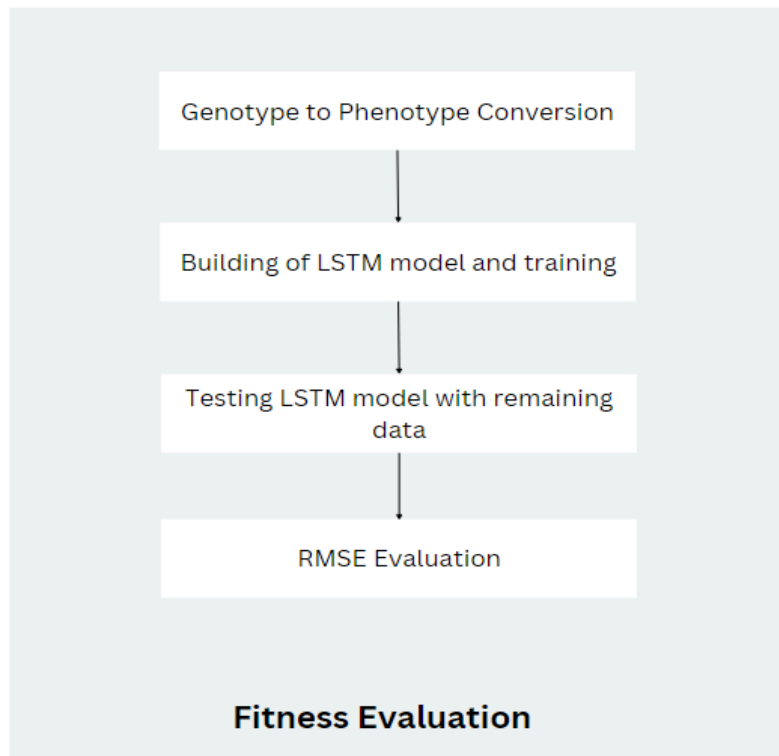 Genotype to Phenotype Conversion
Building of LSTM model and training
Testing LSTM model with remaining
data
RMSE Evaluation
Fitness Evaluation